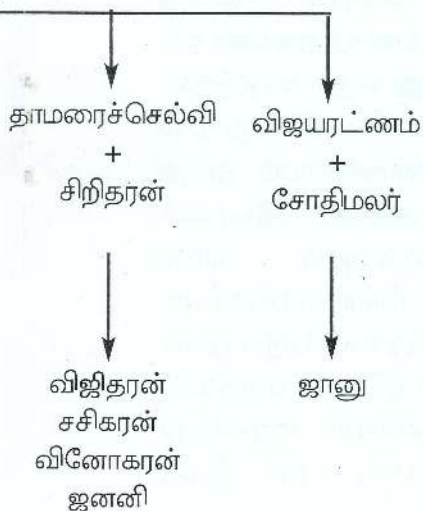 தாமரைச்செல்வி
+
சிறிதரன்
விஜிதரன்
சசிகரன்
வினோகரன்
ஜனனி
விஜயரட்ணம்
+
சோதிமலர்
ஜானு